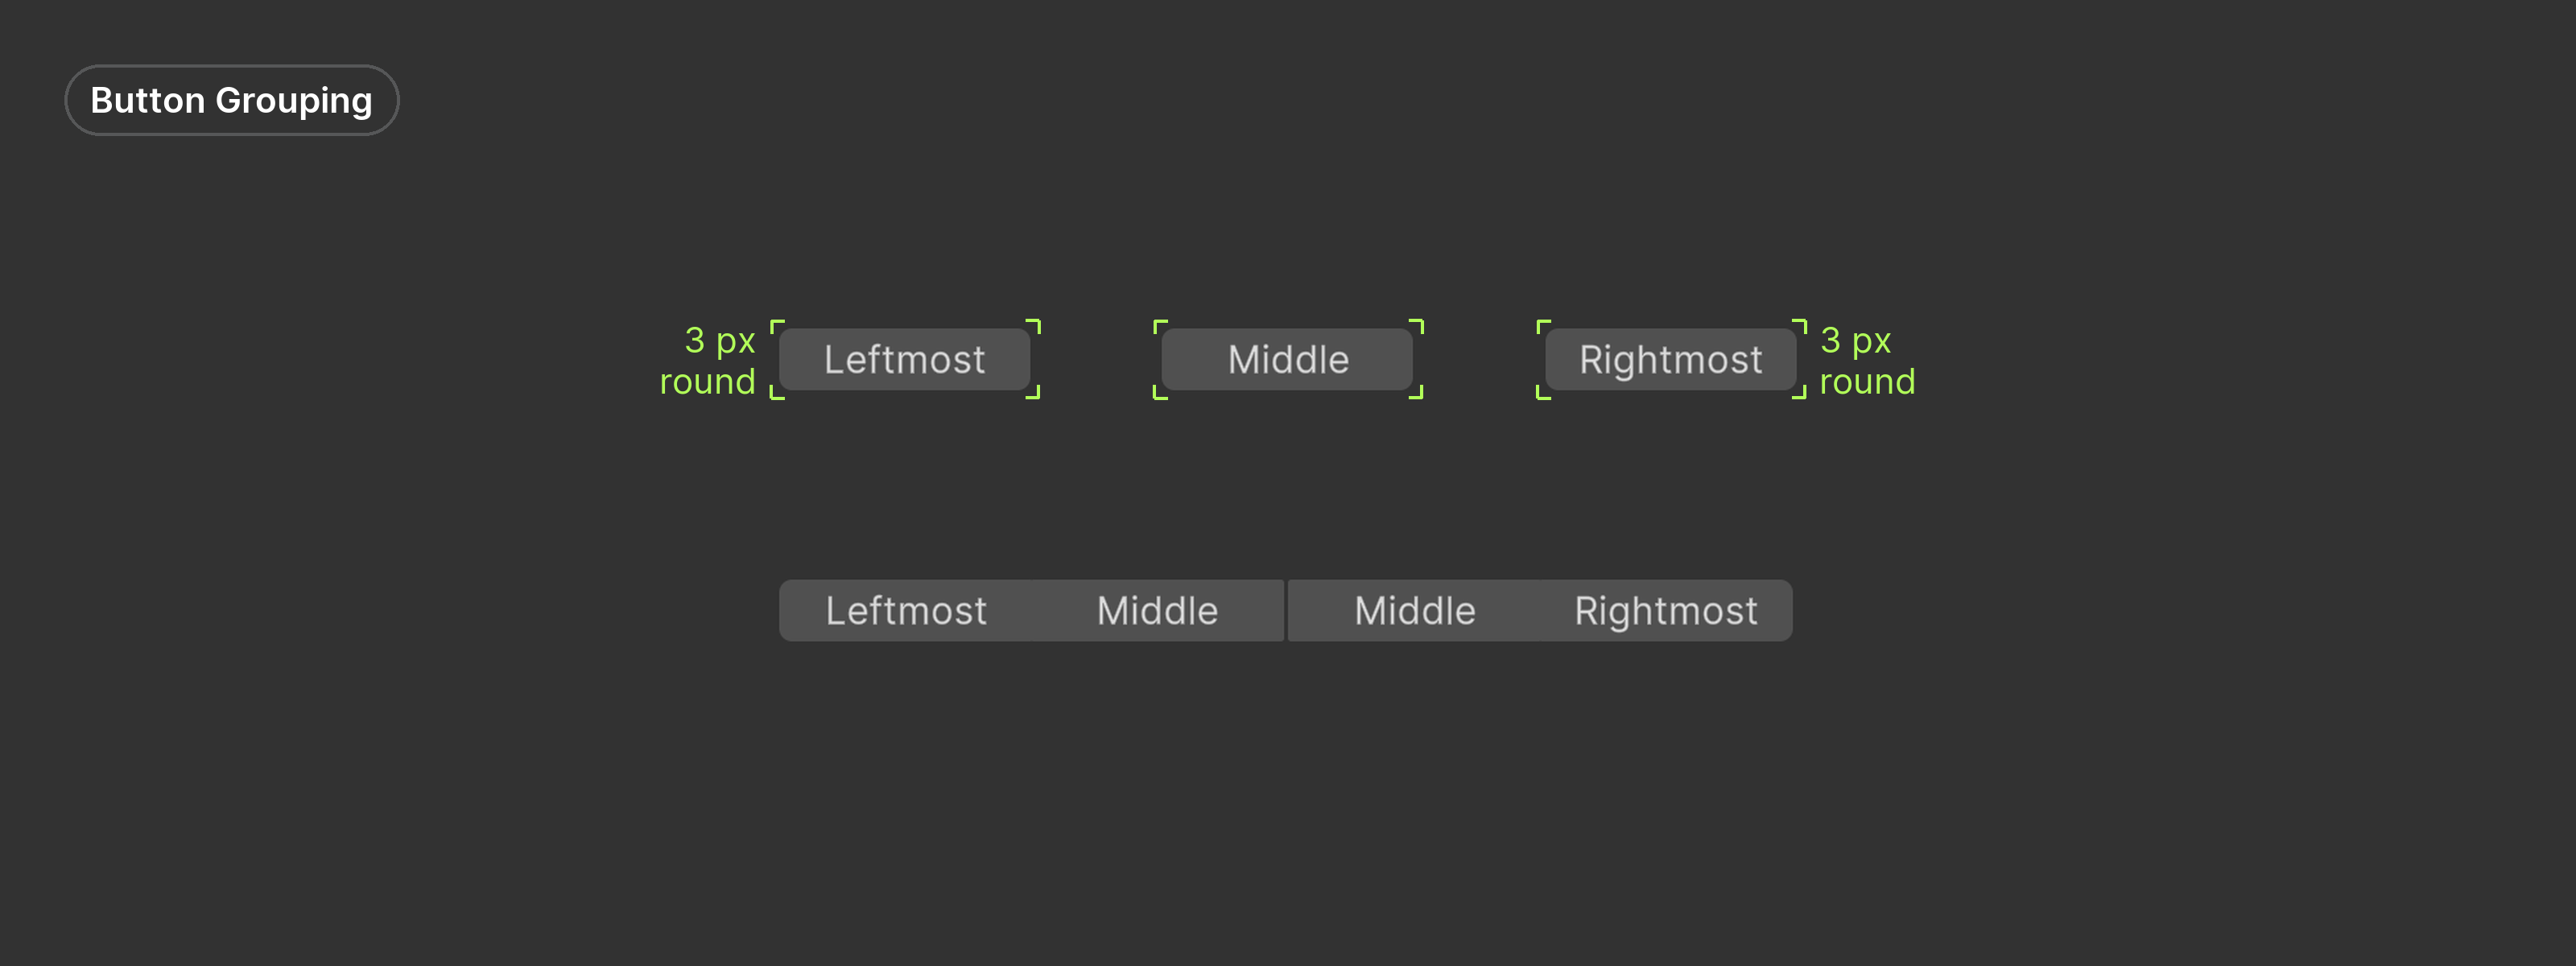 Button Grouping
3 px
round
Leftmost
Middle
Rightmost
3 px
round
Leftmost
Middle
Middle
Rightmost